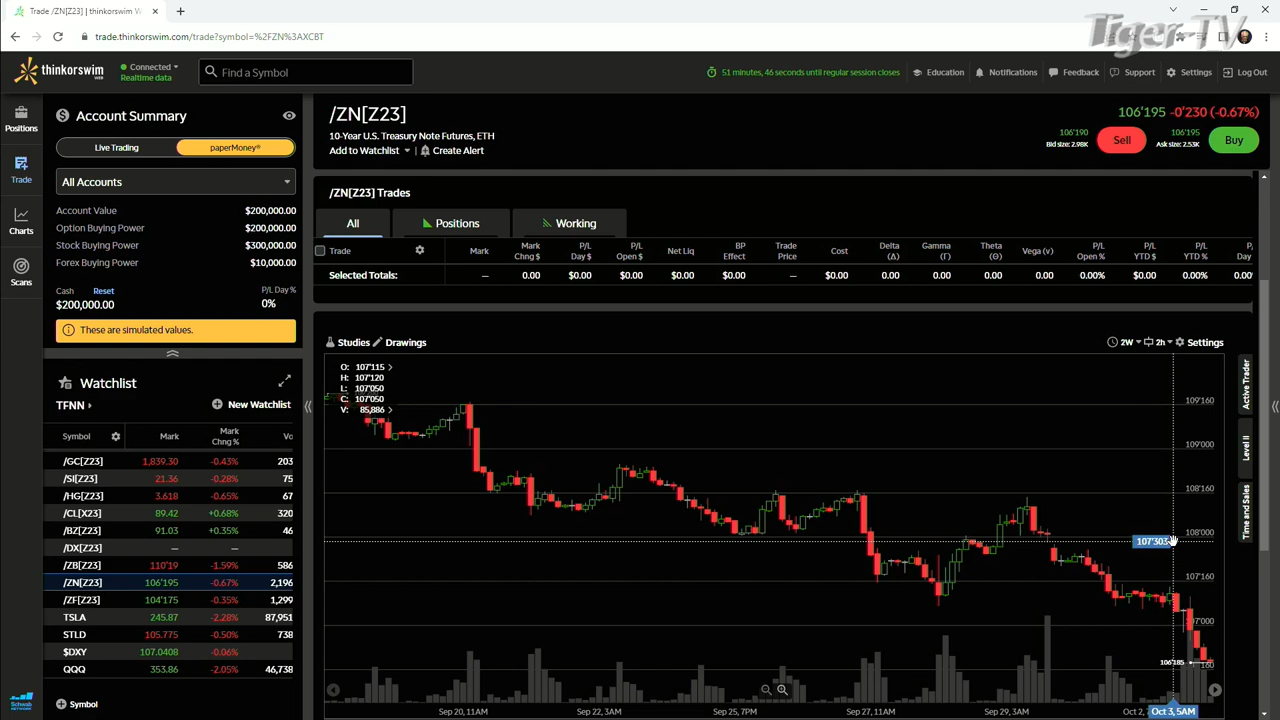 Trade /ZN[Z23] | thinkorswim w
Tiger-TV
trade.thinkorswim.com/trade?symbol=%2FZN%3AXCBT
thinkorswim
Connected
Realtime data
Find a Symbol
51 minutes, 46 seconds until regular session closes
Education
Notifications
Feedback
Support
Settings
Log Out
Positions
Trade
Charts
Scans
Account Summary
Live Trading
paperMoney®
All Accounts
Account Value $200,000.00
Option Buying Power $200,000.00
Stock Buying Power $300,000.00
Forex Buying Power $10,000.00
Cash Reset P/L Day %
$200,000.00 0%
These are simulated values.
Watchlist
TFNN
New Watchlist
Symbol Mark Mark Chng % Vo
/GC[Z23] 1,839.30 -0.43% 203
/SI[Z23] 21.36 -0.28% 75
/HG[Z23] 3.618 -0.65% 67
/CL[X23] 89.42 +0.68% 320
/BZ[Z23] 91.03 +0.35% 46
/DX[Z23] — —
/ZB[Z23] 110'19 -1.59% 586
/ZN[Z23] 106'195 -0.67% 2,196
/ZF[Z23] 104'175 -0.35% 1,299
TSLA 245.87 -2.28% 87,951
STLD 105.775 -0.50% 738
$DXY 107.0408 -0.06%
QQQ 353.86 -2.05% 46,738
Symbol
Schwab
Network
/ZN[Z23]
10-Year U.S. Treasury Note Futures, ETH
Add to Watchlist
Create Alert
106'195 -0'230 (-0.67%)
106'190
Bid size: 2.98K
Sell
106'195
Ask size: 2.53K
Buy
/ZN[Z23] Trades
All
Positions
Working
Trade Mark Mark Chng $ P/L Day $ P/L Open $ Net Liq BP Effect Trade Price Cost Delta (Δ) Gamma (Γ) Theta (Θ) Vega (v) P/L Open % P/L YTD $ P/L YTD % P/L Day
Selected Totals: — 0.00 $0.00 $0.00 $0.00 $0.00 — $0.00 0.00 0.00 0.00 0.00 0.00% $0.00 0.00% 0.00
Studies
Drawings
2W
2h
Settings
O: 107'115
H: 107'120
L: 107'050
C: 107'050
V: 85,886
109'160
109'000
108'160
108'000
107'303
107'160
107'000
106'185
160
Sep 20, 11AM
Sep 22, 3AM
Sep 25, 7PM
Sep 27, 11AM
Sep 29, 3AM
Oct 2, 7
Oct 3, 5AM
Active Trader
Level II
Time and Sales